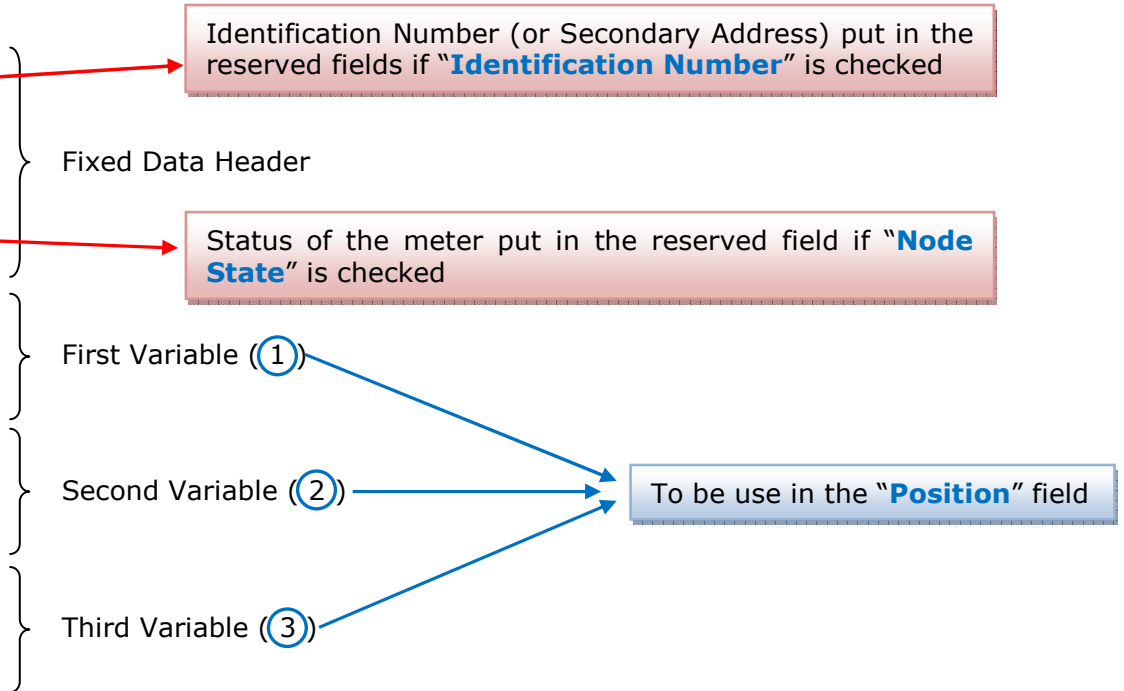 Identification Number (or Secondary Address) put in the
reserved fields if “Identification Number” is checked
Fixed Data Header
Status of the meter put in the reserved field if “Node
State” is checked
First Variable (1)
Second Variable (2)
To be use in the “Position” field
Third Variable (3)